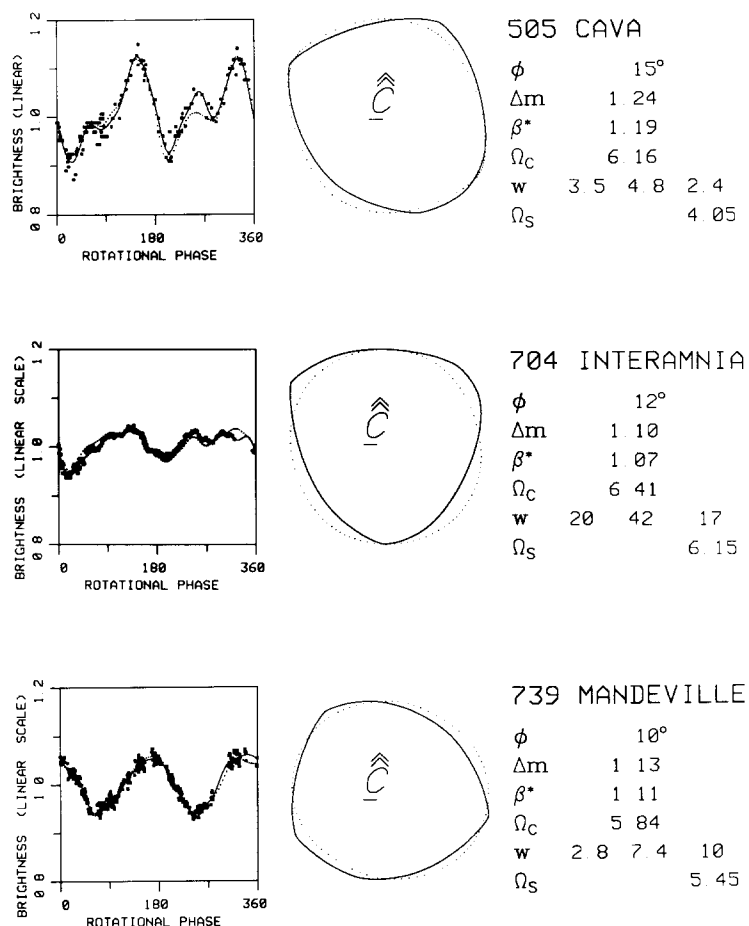 505 CAVA
BRIGHTNESS (LINEAR)
1 2
1 0
0 8
0 180 360
ROTATIONAL PHASE
C
ϕ 15°
Δm 1.24
β* 1.19
Ω_C 6.16
w 3.5 4.8 2.4
Ω_S 4.05
704 INTERAMNIA
BRIGHTNESS (LINEAR SCALE)
1 2
1 0
0 8
0 180 360
ROTATIONAL PHASE
C
ϕ 12°
Δm 1.10
β* 1.07
Ω_C 6 41
w 20 42 17
Ω_S 6.15
739 MANDEVILLE
BRIGHTNESS (LINEAR SCALE)
1 2
1 0
0 8
0 180 360
ROTATIONAL PHASE
C
ϕ 10°
Δm 1 13
β* 1 11
Ω_C 5 84
w 2.8 7.4 10
Ω_S 5.45